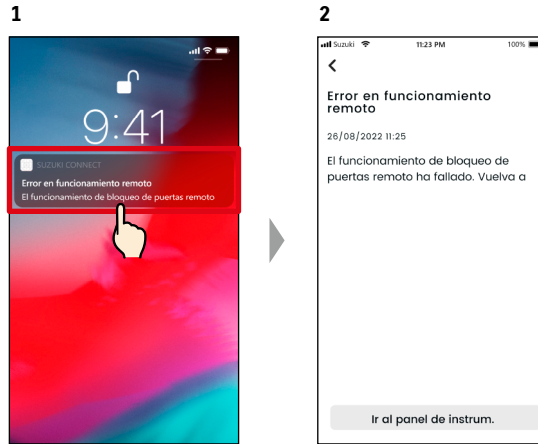 1
9:41
SUZUKI CONNECT
Error en funcionamiento remoto
El funcionamiento de bloqueo de puertas remoto
2
Suzuki 11:23 PM 100%
Error en funcionamiento
remoto
26/08/2022 11:25
El funcionamiento de bloqueo de
puertas remoto ha fallado. Vuelva a
Ir al panel de instrum.